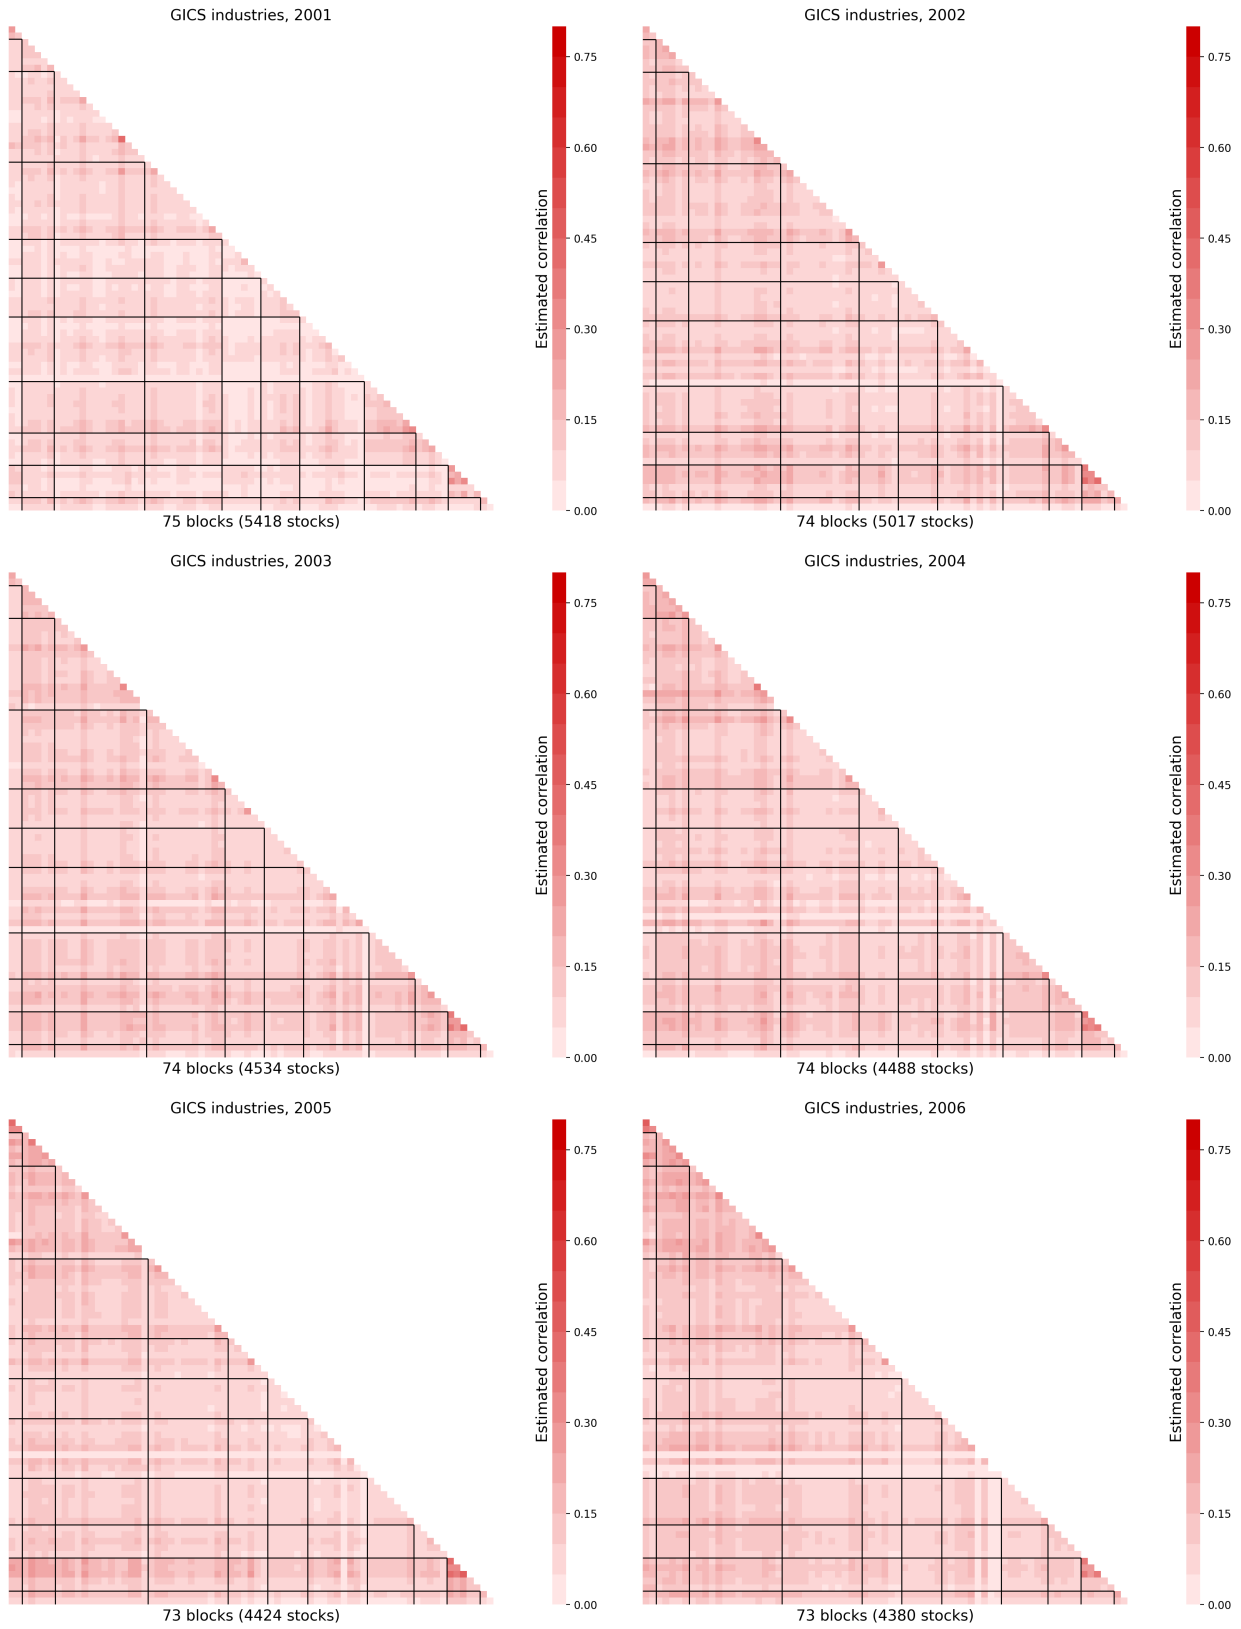 GICS industries, 2001
0.75
0.60
0.45
0.30
0.15
0.00
Estimated correlation
75 blocks (5418 stocks)
GICS industries, 2002
0.75
0.60
0.45
0.30
0.15
0.00
Estimated correlation
74 blocks (5017 stocks)
GICS industries, 2003
0.75
0.60
0.45
0.30
0.15
0.00
Estimated correlation
74 blocks (4534 stocks)
GICS industries, 2004
0.75
0.60
0.45
0.30
0.15
0.00
Estimated correlation
74 blocks (4488 stocks)
GICS industries, 2005
0.75
0.60
0.45
0.30
0.15
0.00
Estimated correlation
73 blocks (4424 stocks)
GICS industries, 2006
0.75
0.60
0.45
0.30
0.15
0.00
Estimated correlation
73 blocks (4380 stocks)